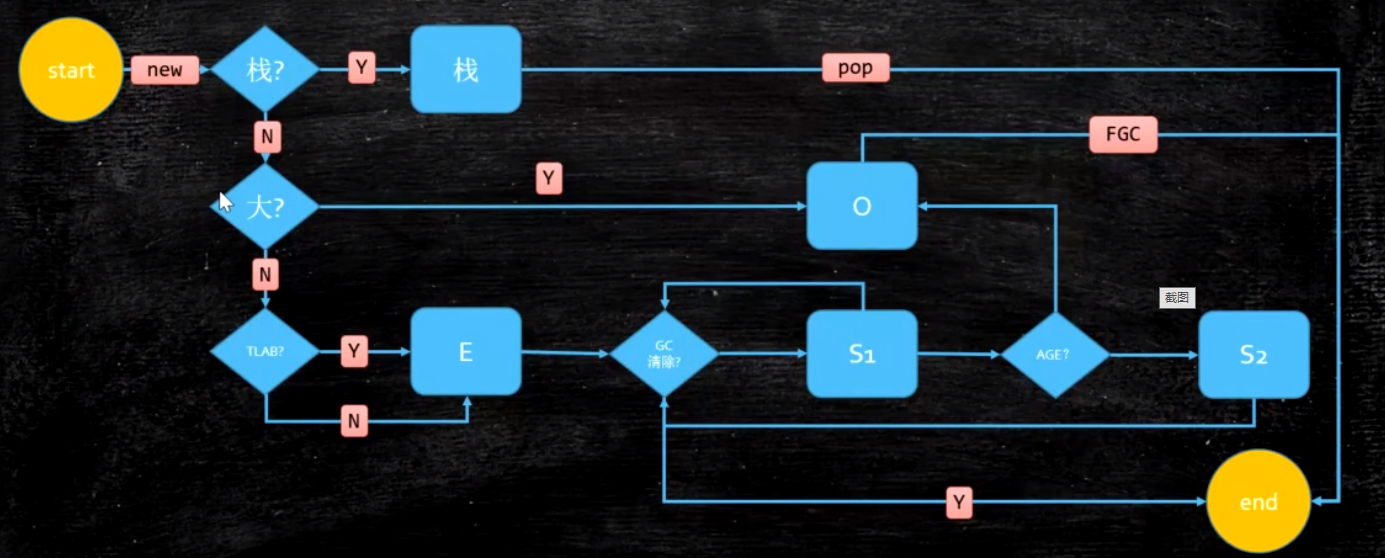 start
new
栈?
Y
栈
pop
N
FGC
Y
大?
O
N
截图
TLAB?
Y
E
GC
清除?
S1
AGE?
S2
N
Y
end